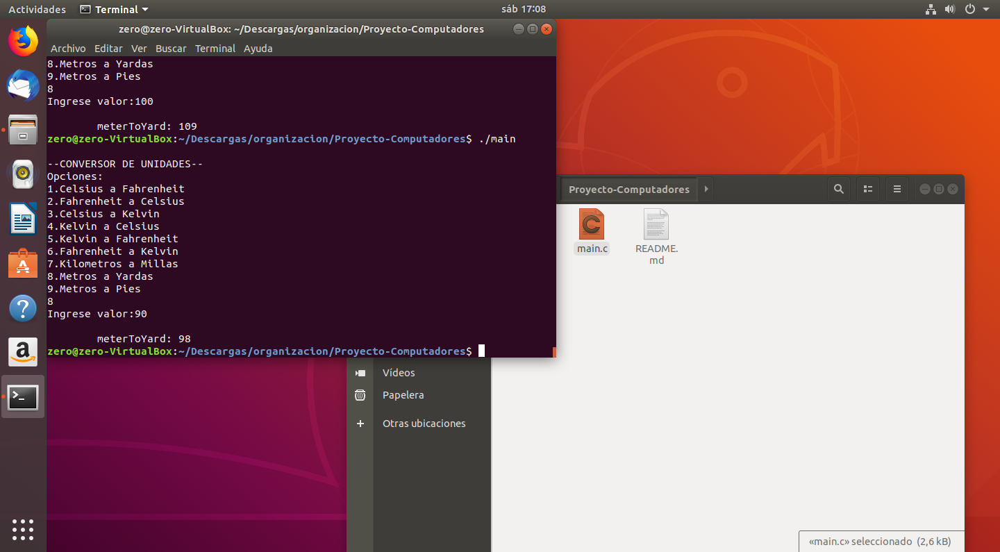 Actividades Terminal sáb 17:08
zero@zero-VirtualBox: ~/Descargas/organizacion/Proyecto-Computadores
Archivo Editar Ver Buscar Terminal Ayuda
8.Metros a Yardas
9.Metros a Pies
8
Ingrese valor:100
meterToYard: 109
zero@zero-VirtualBox:~/Descargas/organizacion/Proyecto-Computadores$ ./main
--CONVERSOR DE UNIDADES--
Opciones:
1.Celsius a Fahrenheit
2.Fahrenheit a Celsius
3.Celsius a Kelvin
4.Kelvin a Celsius
5.Kelvin a Fahrenheit
6.Fahrenheit a Kelvin
7.Kilometros a Millas
8.Metros a Yardas
9.Metros a Pies
8
Ingrese valor:90
meterToYard: 98
zero@zero-VirtualBox:~/Descargas/organizacion/Proyecto-Computadores$
Proyecto-Computadores
main.c
README.
md
Vídeos
Papelera
Otras ubicaciones
«main.c» seleccionado (2,6 kB)